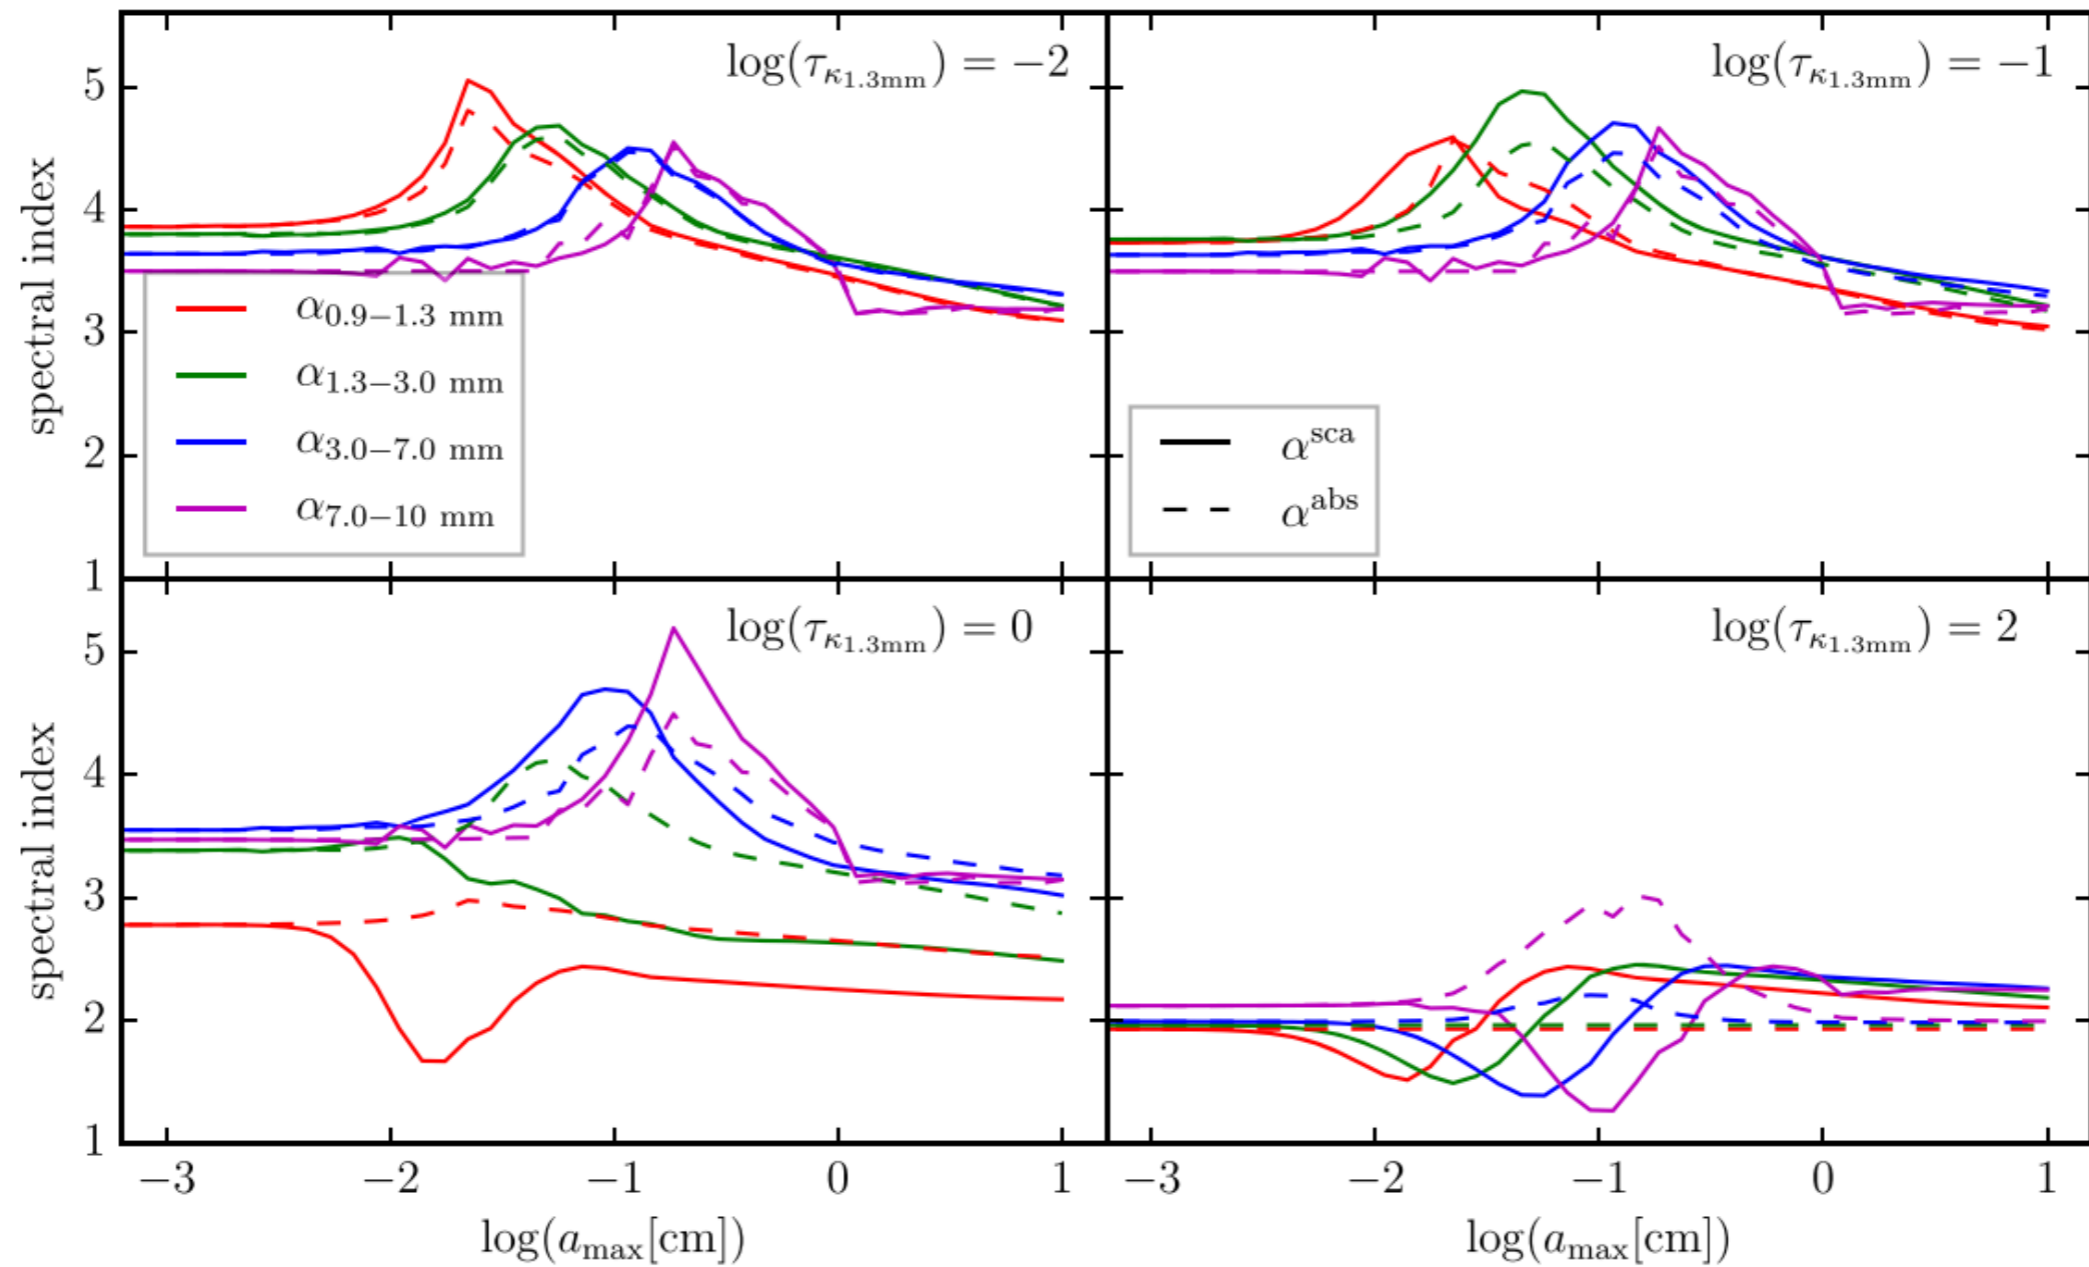 log(τκ1.3mm) = −2
log(τκ1.3mm) = −1
5
4
3
2
1
spectral index
α0.9−1.3 mm
α1.3−3.0 mm
α3.0−7.0 mm
α7.0−10 mm
αsca
αabs
log(τκ1.3mm) = 0
log(τκ1.3mm) = 2
5
4
3
2
1
spectral index
−3 −2 −1 0 1
−3 −2 −1 0 1
log(amax[cm])
log(amax[cm])